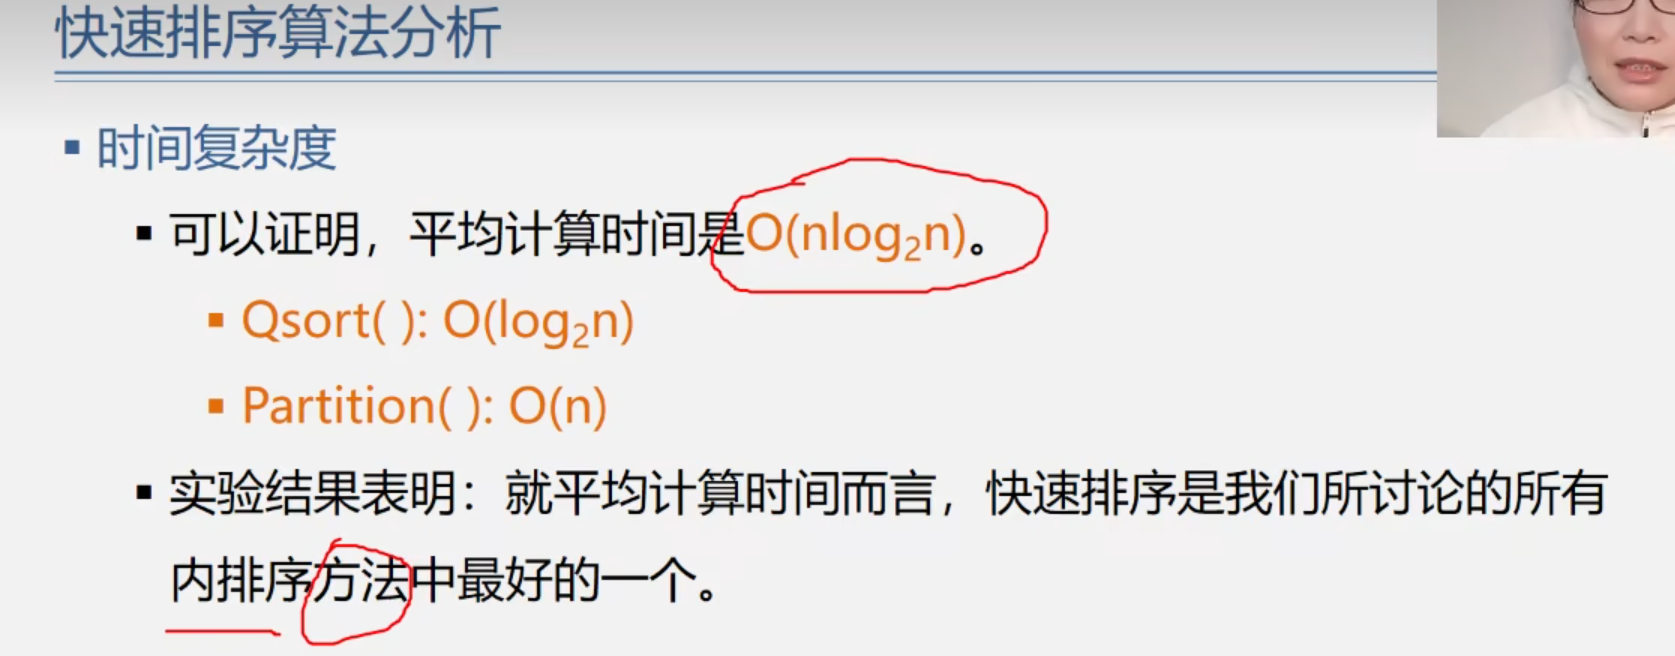 快速排序算法分析
时间复杂度
可以证明，平均计算时间是O(nlog₂n)。
Qsort( ): O(log₂n)
Partition( ): O(n)
实验结果表明：就平均计算时间而言，快速排序是我们所讨论的所有
内排序方法中最好的一个。